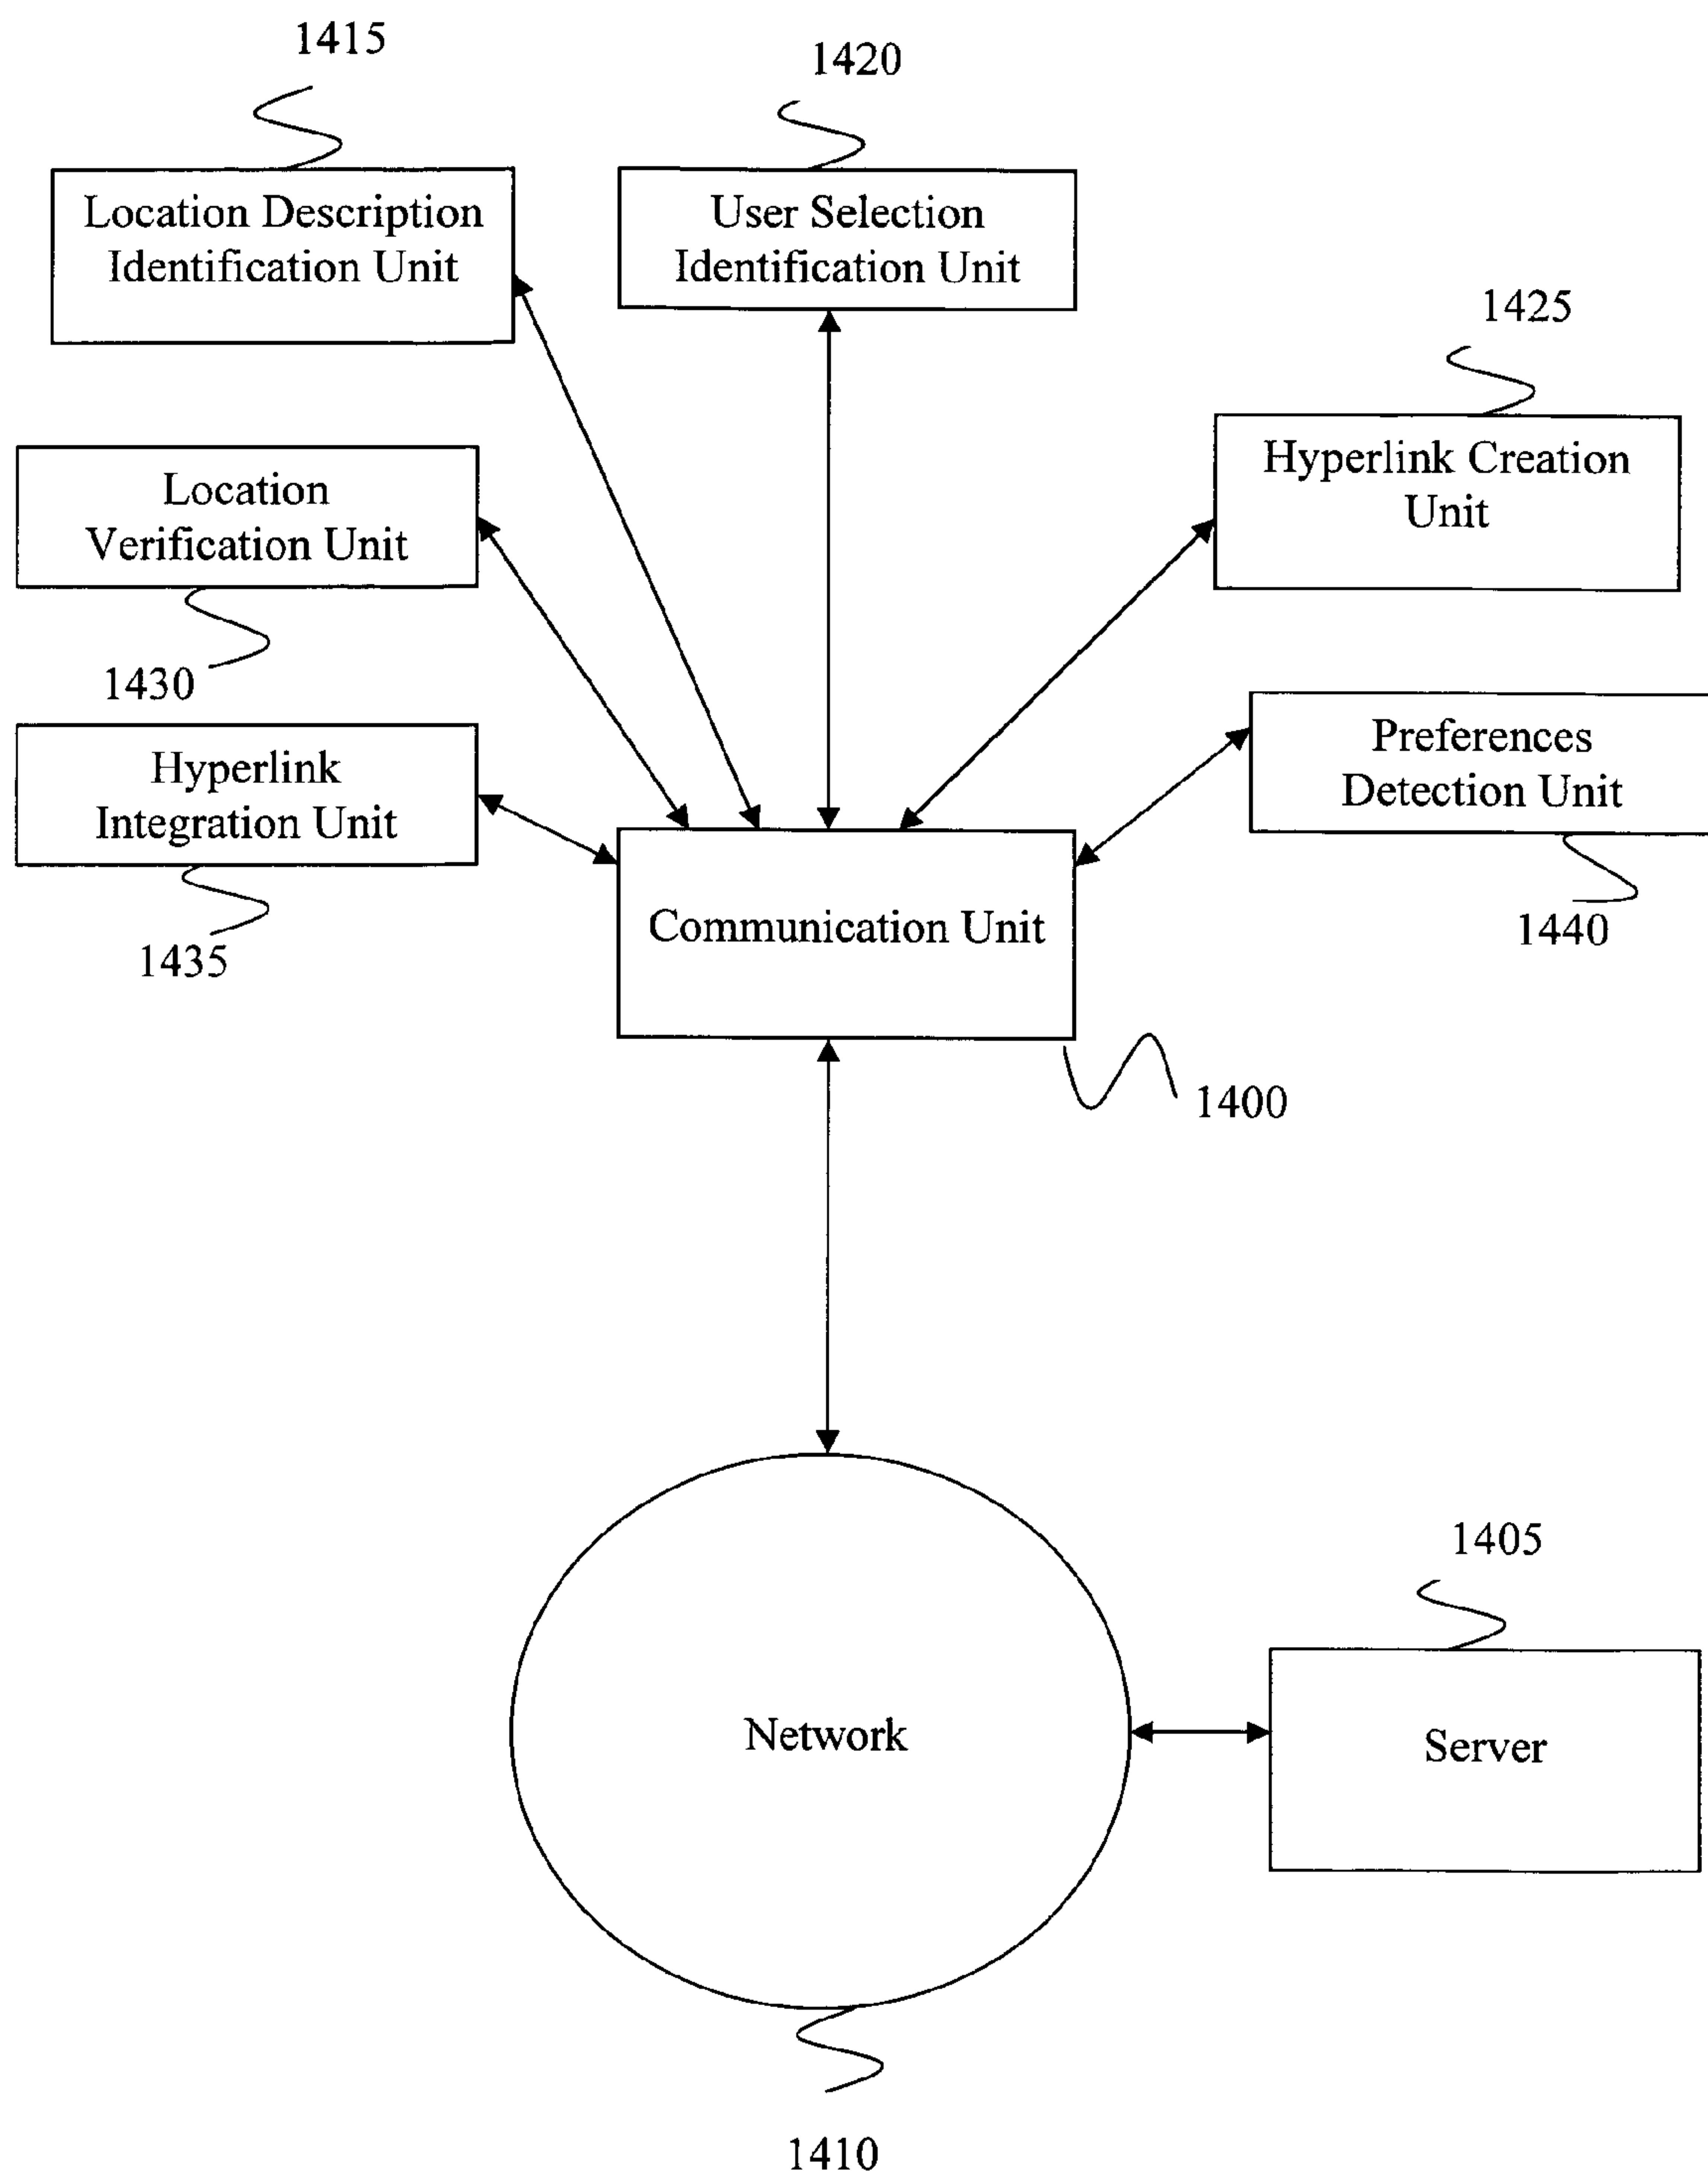 1415
1420
Location Description
Identification Unit
User Selection
Identification Unit
1425
Hyperlink Creation
Unit
Location
Verification Unit
1430
Preferences
Detection Unit
1440
Hyperlink
Integration Unit
1435
Communication Unit
1400
1405
Network
Server
1410